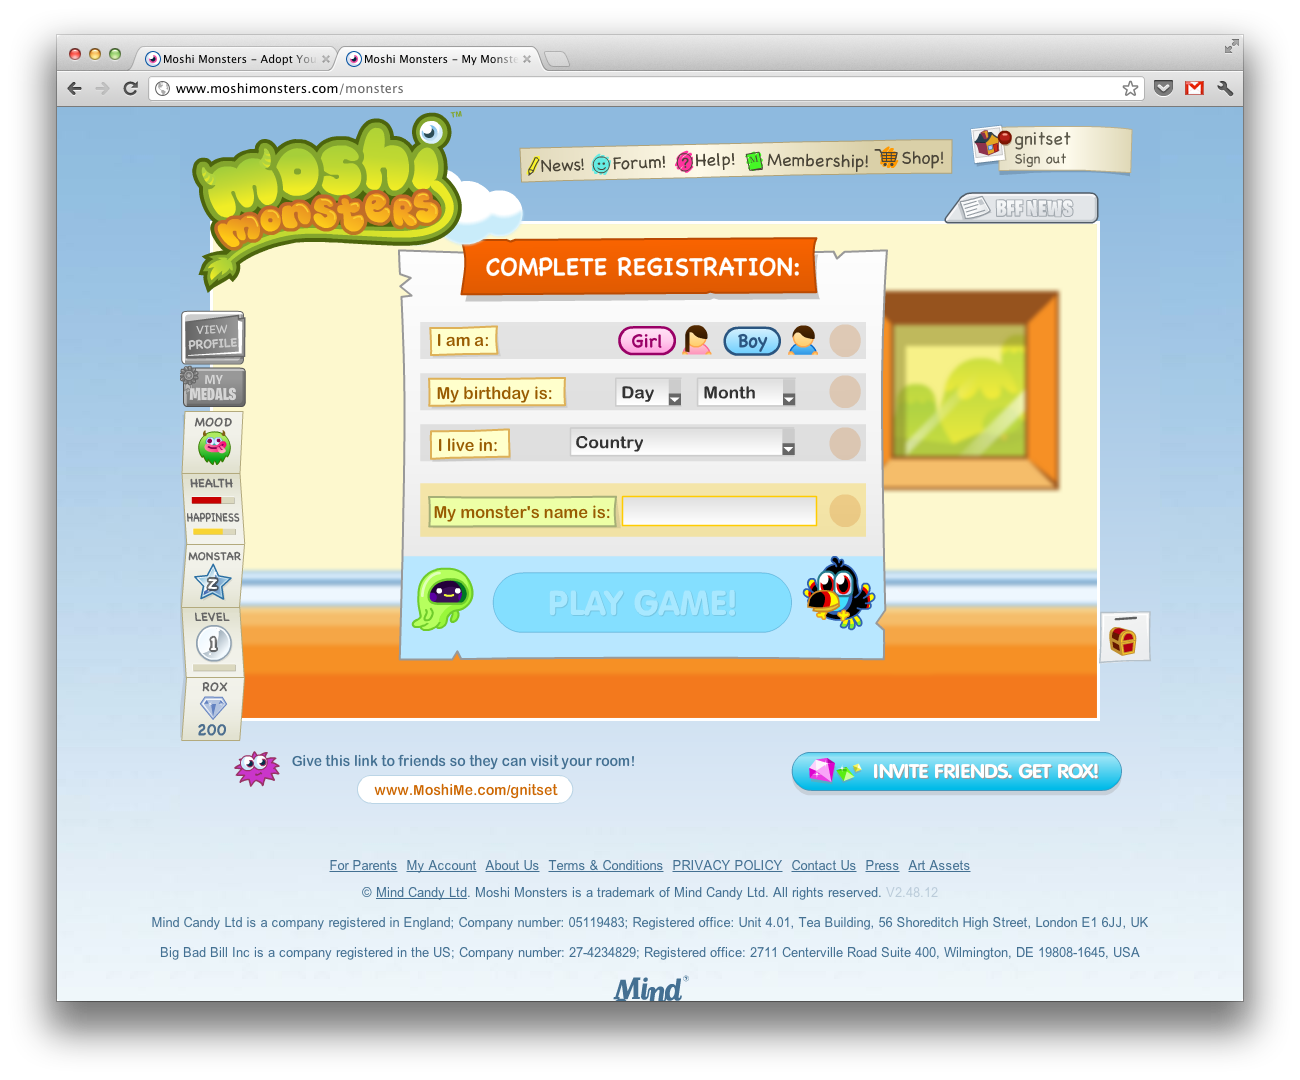 Moshi Monsters – Adopt You
Moshi Monsters – My Monste
www.moshimonsters.com/monsters
moshi
monsters
TM
News! Forum! Help! Membership! Shop!
gnitset
Sign out
BFF NEWS
COMPLETE REGISTRATION:
I am a: Girl Boy
My birthday is: Day Month
I live in: Country
My monster's name is:
PLAY GAME!
VIEW
PROFILE
MY
MEDALS
MOOD
HEALTH
HAPPINESS
MONSTAR
Z
LEVEL
1
ROX
200
Give this link to friends so they can visit your room!
www.MoshiMe.com/gnitset
INVITE FRIENDS. GET ROX!
For Parents My Account About Us Terms & Conditions PRIVACY POLICY Contact Us Press Art Assets
© Mind Candy Ltd. Moshi Monsters is a trademark of Mind Candy Ltd. All rights reserved. V2.48.12
Mind Candy Ltd is a company registered in England; Company number: 05119483; Registered office: Unit 4.01, Tea Building, 56 Shoreditch High Street, London E1 6JJ, UK
Big Bad Bill Inc is a company registered in the US; Company number: 27-4234829; Registered office: 2711 Centerville Road Suite 400, Wilmington, DE 19808-1645, USA
Mind